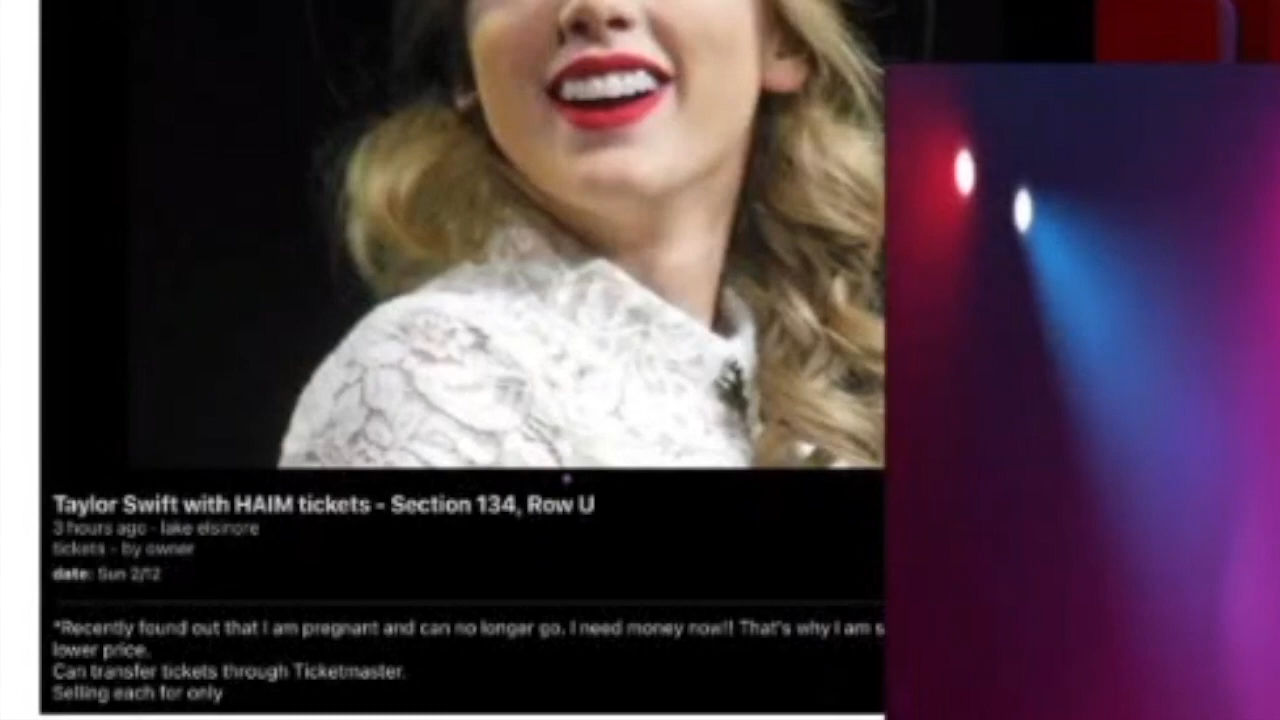 Taylor Swift with HAIM tickets - Section 134, Row U
3 hours ago - lake elsinore
tickets - by owner
date: Sun 2/12
*Recently found out that I am pregnant and can no longer go. I need money now!! That's why I am s
lower price.
Can transfer tickets through Ticketmaster.
Selling each for only